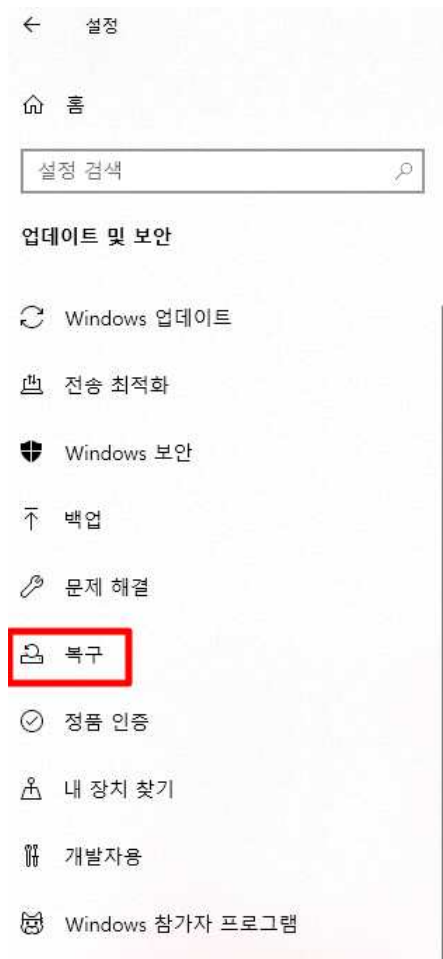 설정
홈
설정 검색
업데이트 및 보안
Windows 업데이트
전송 최적화
Windows 보안
백업
문제 해결
복구
정품 인증
내 장치 찾기
개발자용
Windows 참가자 프로그램